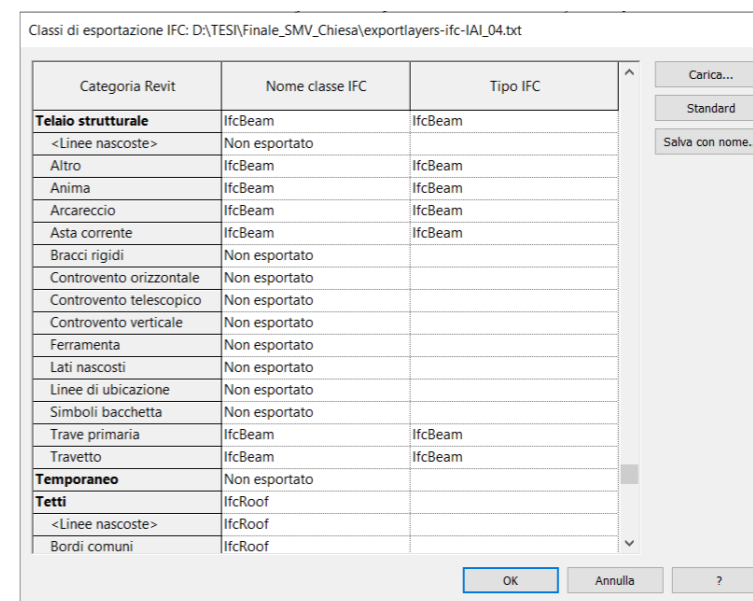 Classi di esportazione IFC: D:\TESI\Finale_SMV_Chiesa\exportlayers-ifc-IAI_04.txt
Categoria Revit Nome classe IFC Tipo IFC
Carica...
Standard
Salva con nome.
Telaio strutturale IfcBeam IfcBeam
<Linee nascoste> Non esportato
Altro IfcBeam IfcBeam
Anima IfcBeam IfcBeam
Arcareccio IfcBeam IfcBeam
Asta corrente IfcBeam IfcBeam
Bracci rigidi Non esportato
Controvento orizzontale Non esportato
Controvento telescopico Non esportato
Controvento verticale Non esportato
Ferramenta Non esportato
Lati nascosti Non esportato
Linee di ubicazione Non esportato
Simboli bacchetta Non esportato
Trave primaria IfcBeam IfcBeam
Travetto IfcBeam IfcBeam
Temporaneo Non esportato
Tetti IfcRoof
<Linee nascoste> IfcRoof
Bordi comuni IfcRoof
OK Annulla ?